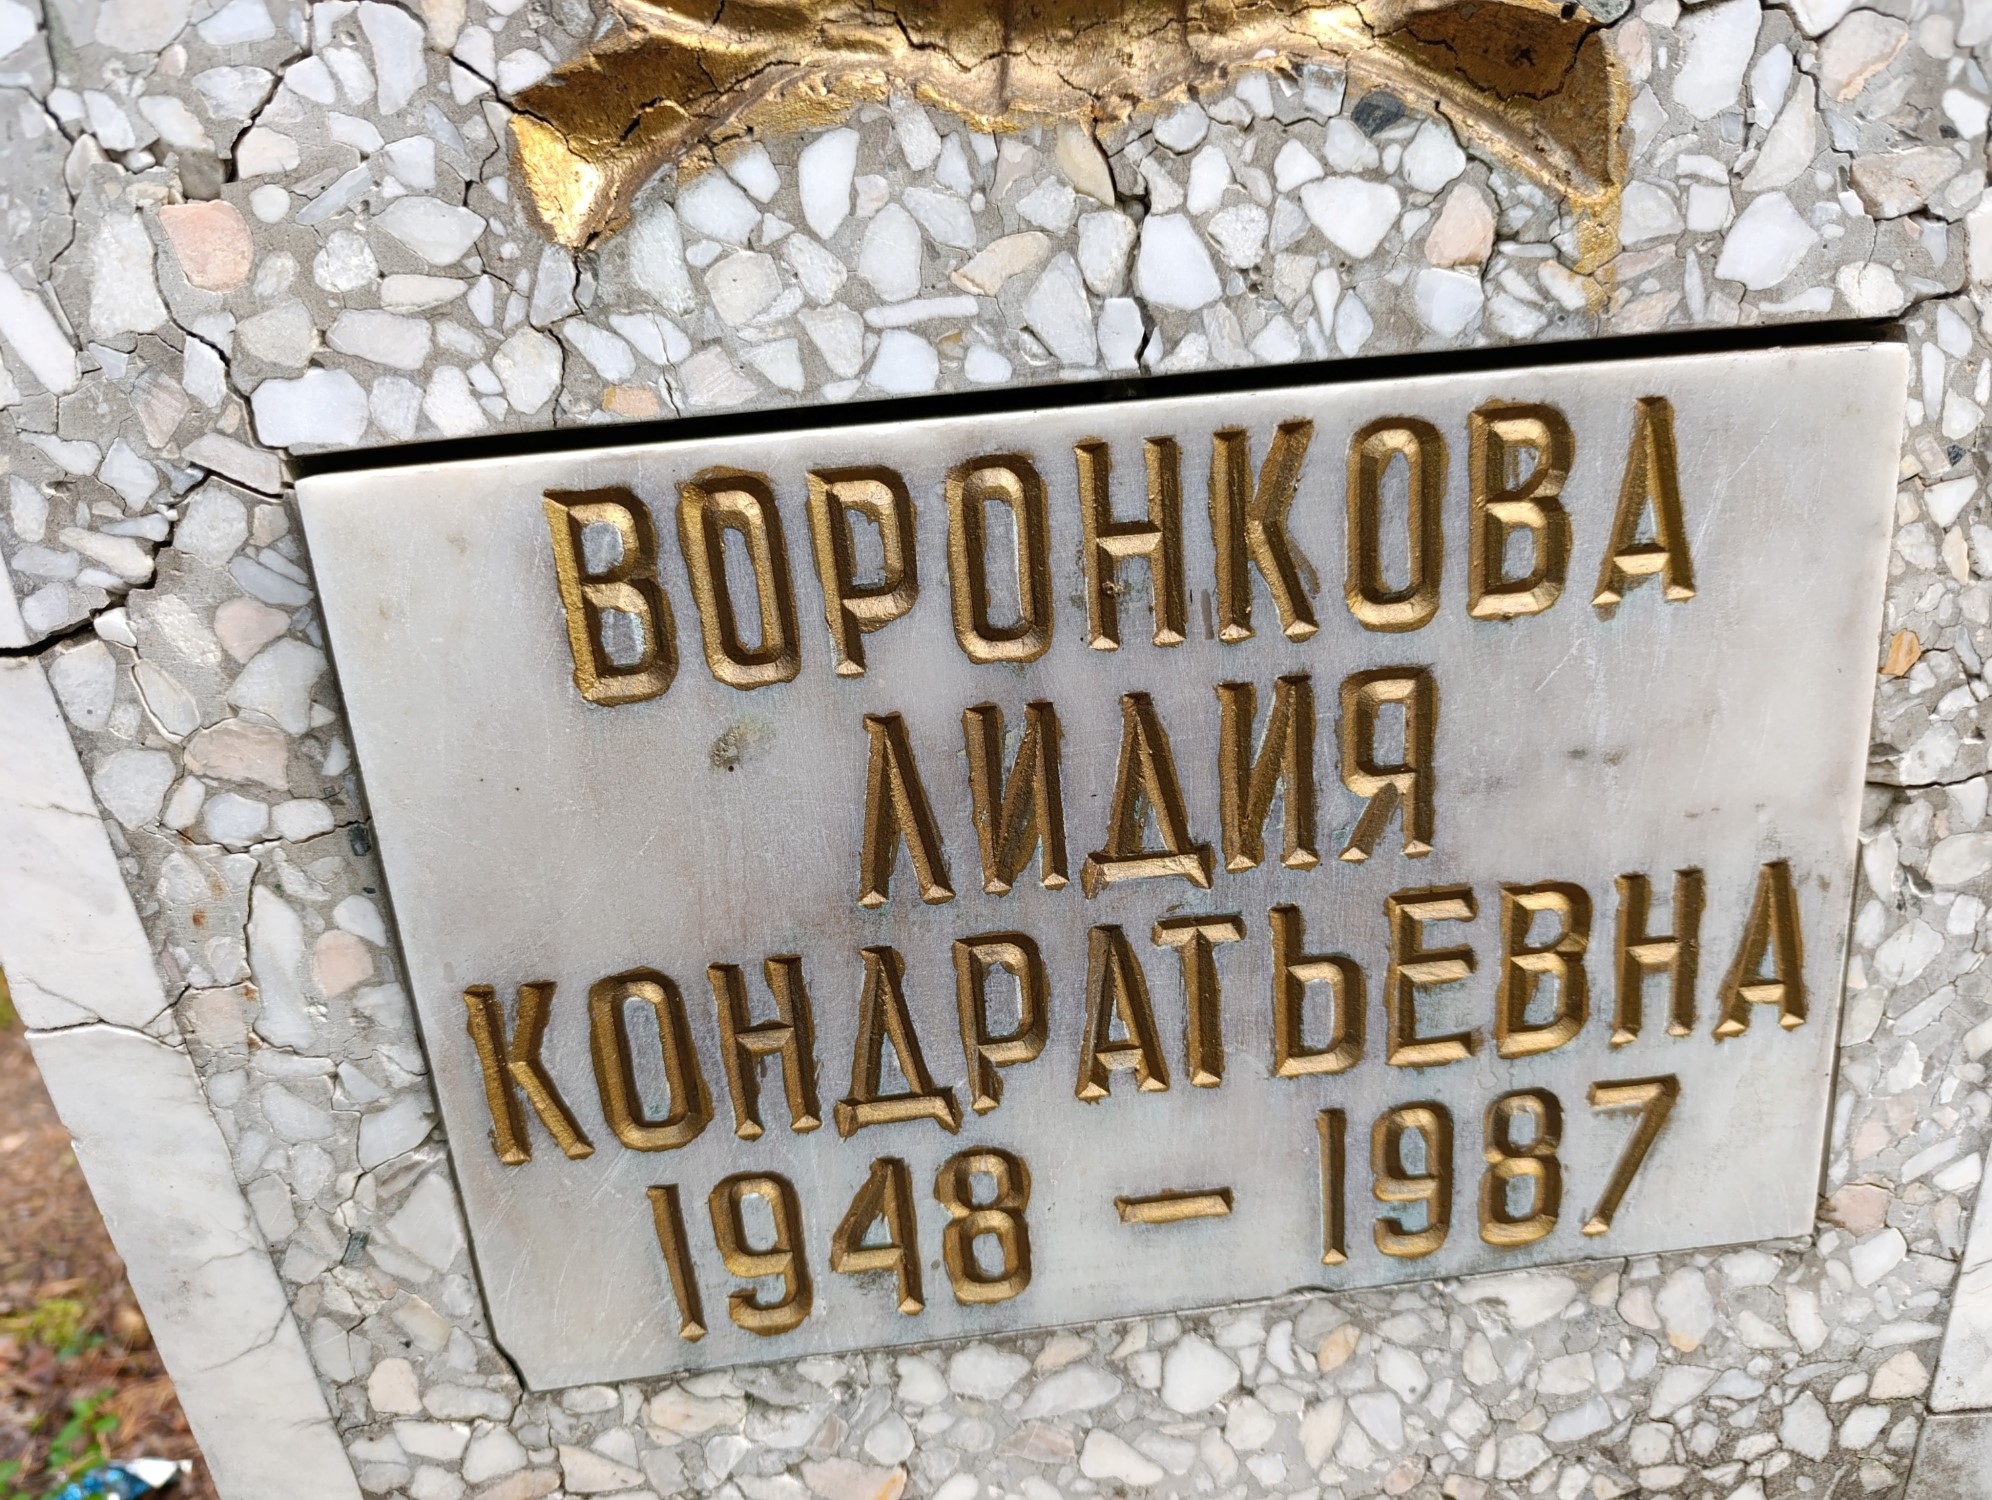 ВОРОНКОВА
ЛИДИЯ
КОНДРАТЬЕВНА
1948 – 1987